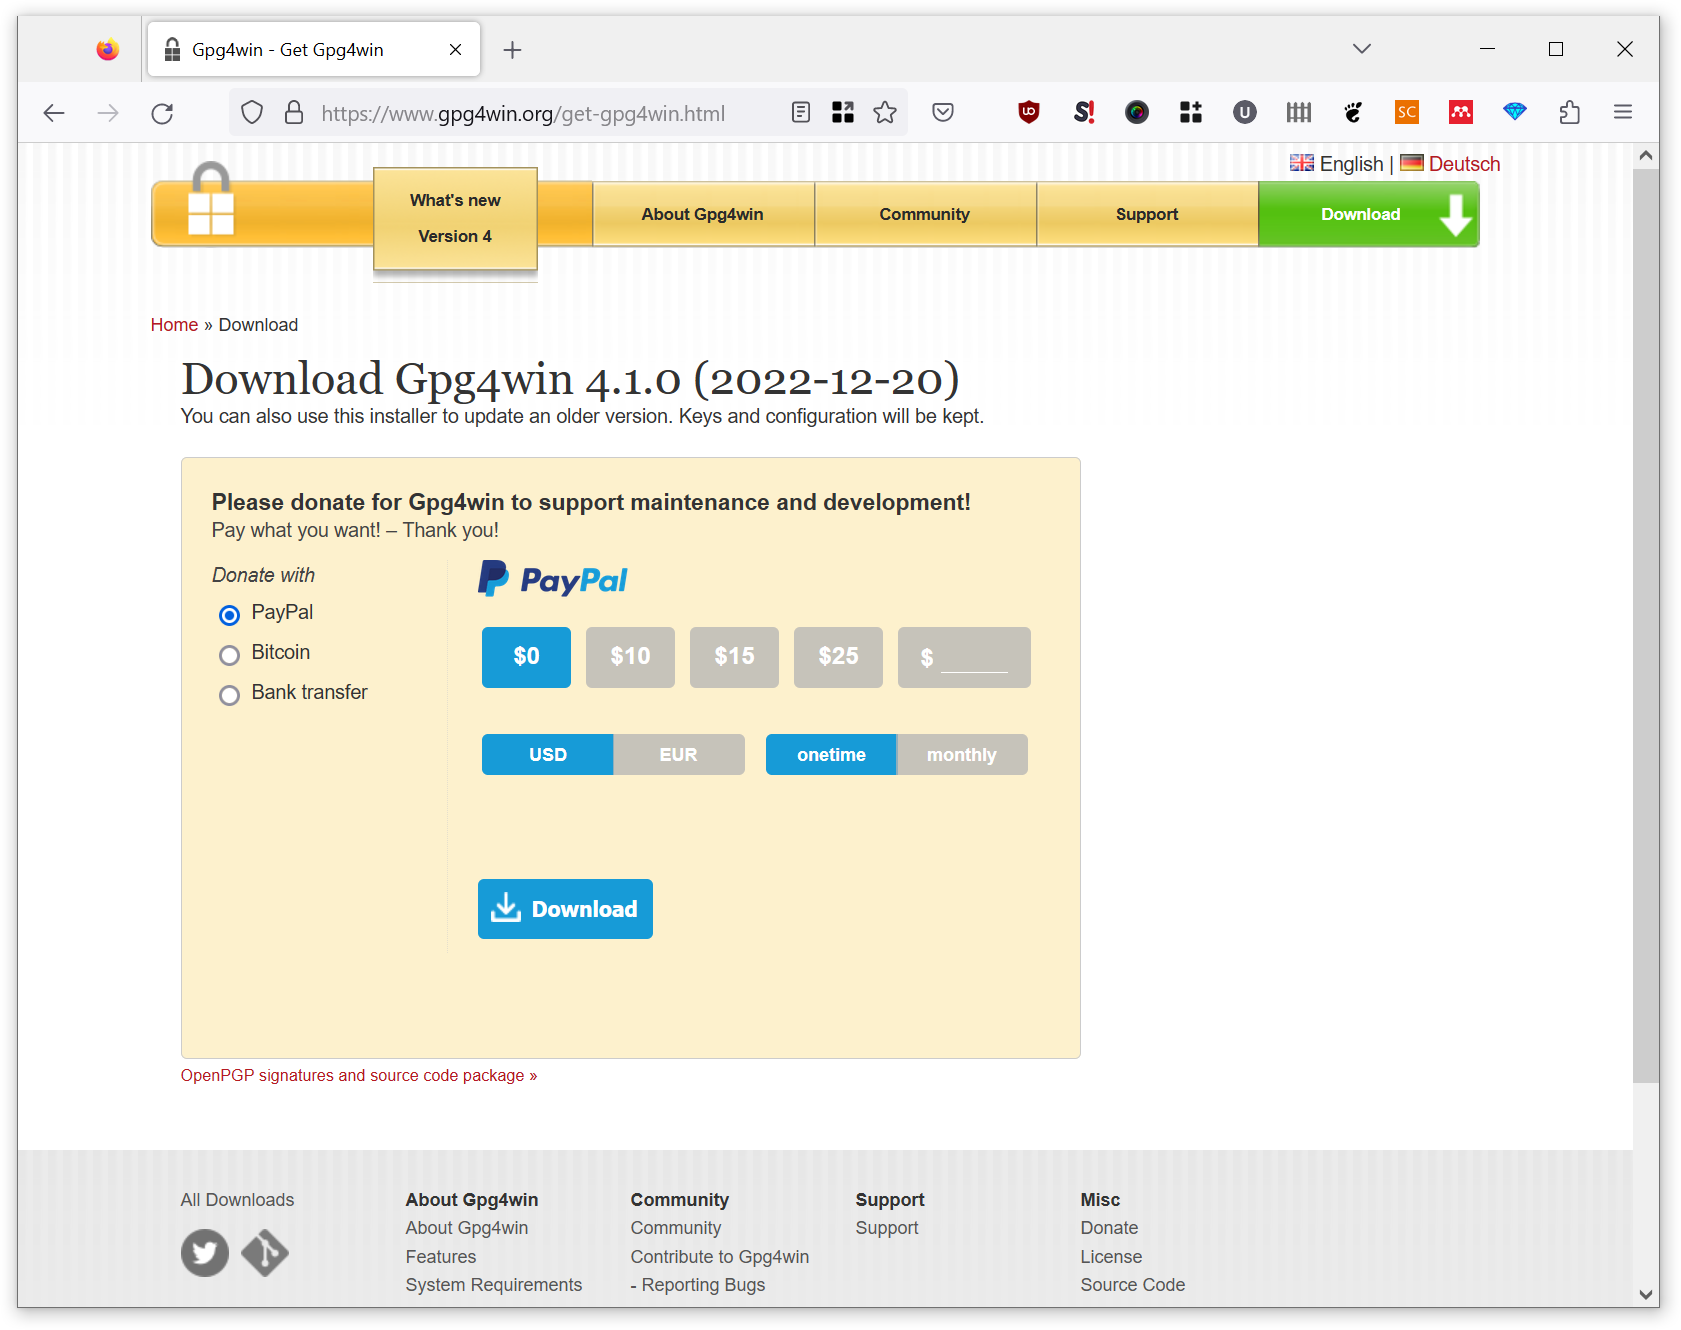 Gpg4win - Get Gpg4win
https://www.gpg4win.org/get-gpg4win.html
S!
U
SC
English | Deutsch
What's new
Version 4
About Gpg4win
Community
Support
Download
Home » Download
Download Gpg4win 4.1.0 (2022-12-20)
You can also use this installer to update an older version. Keys and configuration will be kept.
Please donate for Gpg4win to support maintenance and development!
Pay what you want! – Thank you!
Donate with
PayPal
Bitcoin
Bank transfer
PayPal
$0
$10
$15
$25
$ ______
USD
EUR
onetime
monthly
Download
OpenPGP signatures and source code package »
All Downloads
About Gpg4win
About Gpg4win
Features
System Requirements
Community
Community
Contribute to Gpg4win
- Reporting Bugs
Support
Support
Misc
Donate
License
Source Code